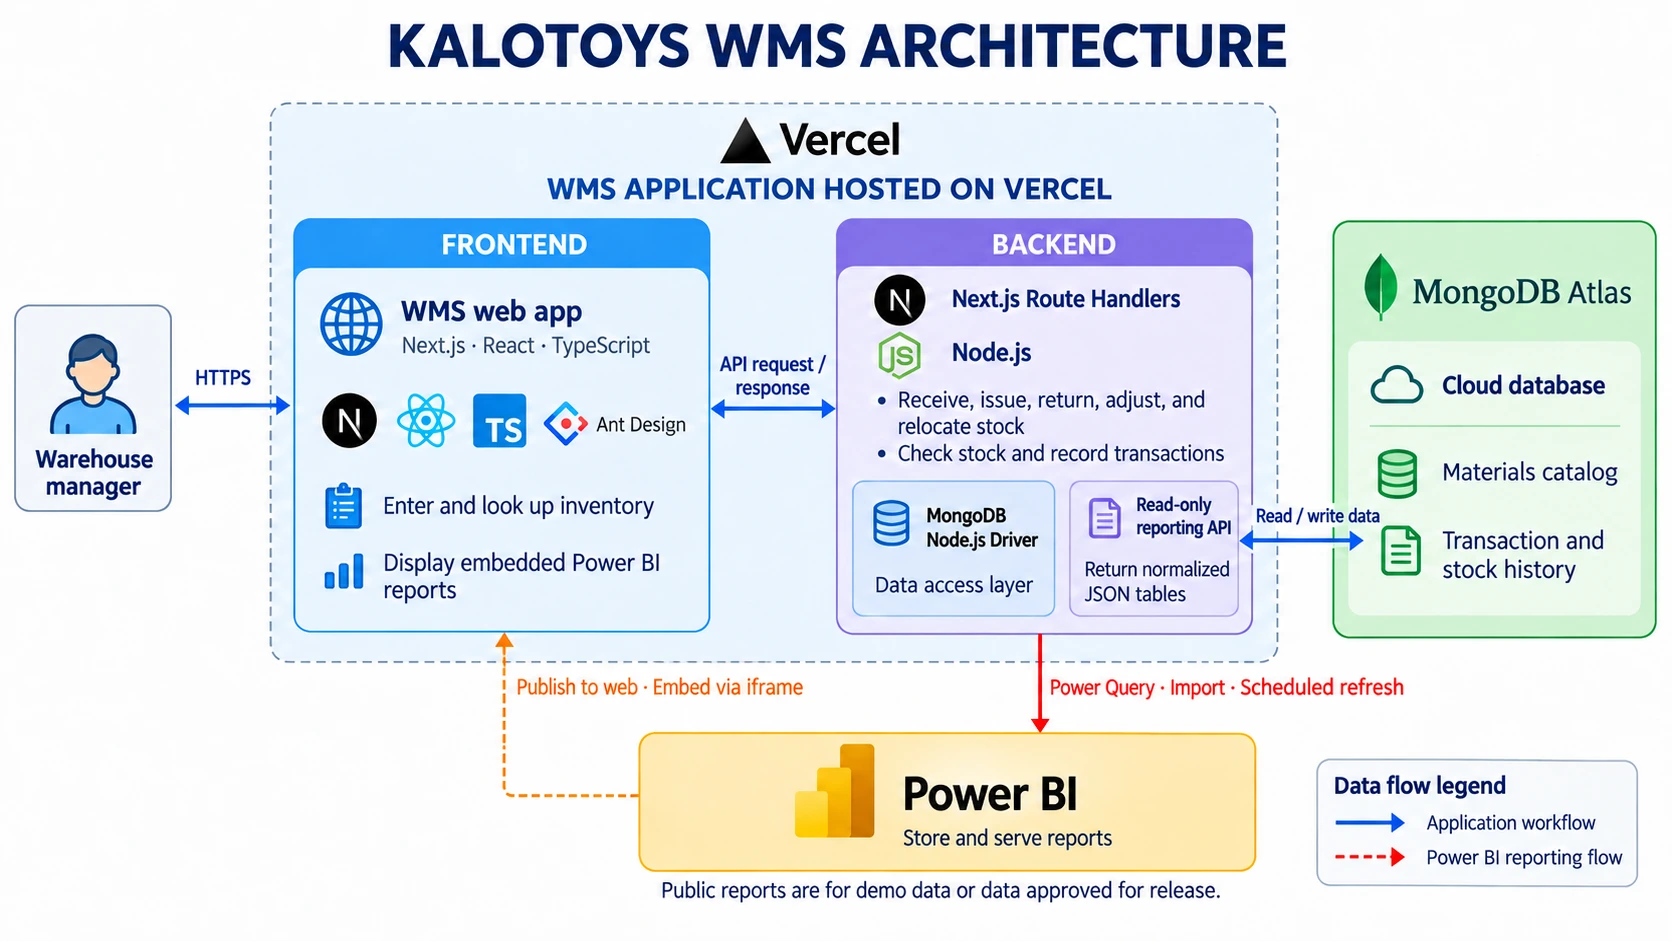 KALOTOYS WMS ARCHITECTURE
Vercel
WMS APPLICATION HOSTED ON VERCEL
Warehouse
manager
HTTPS
FRONTEND
WMS web app
Next.js · React · TypeScript
N
TS
Ant Design
Enter and look up inventory
Display embedded Power BI
reports
API request /
response
BACKEND
N
Next.js Route Handlers
JS
Node.js
• Receive, issue, return, adjust, and
relocate stock
• Check stock and record transactions
MongoDB
Node.js Driver
Data access layer
Read-only
reporting API
Return normalized
JSON tables
Read / write data
MongoDB Atlas
Cloud database
Materials catalog
Transaction and
stock history
Publish to web · Embed via iframe
Power Query · Import · Scheduled refresh
Power BI
Store and serve reports
Public reports are for demo data or data approved for release.
Data flow legend
Application workflow
Power BI reporting flow